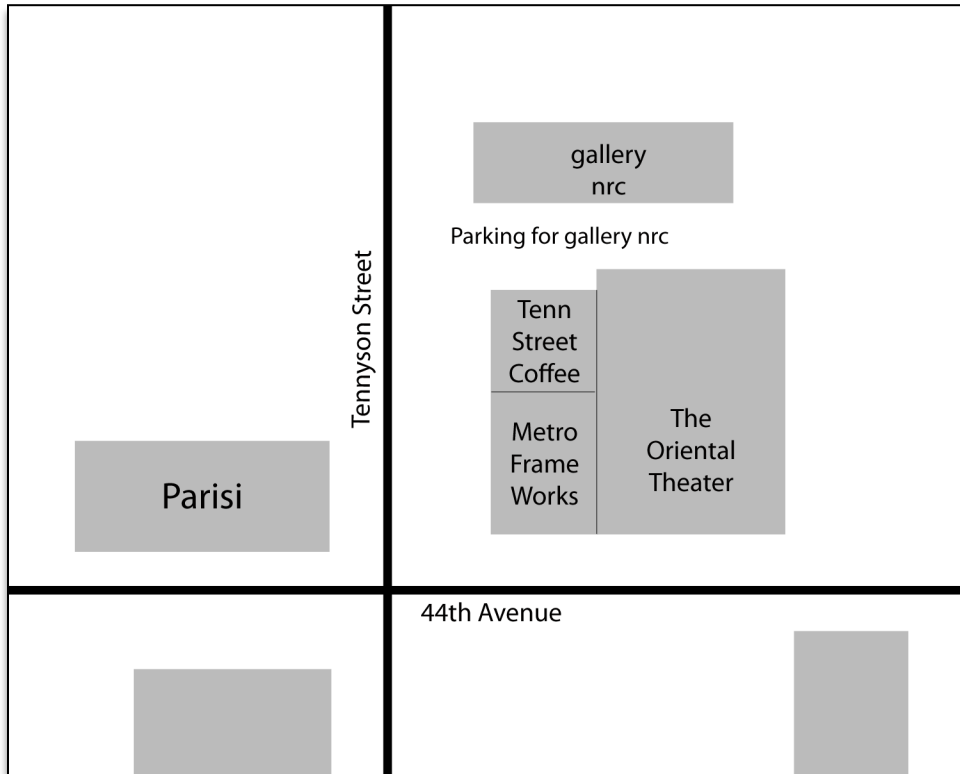 gallery
nrc
Parking for gallery nrc
Tennyson Street
Tenn
Street
Coffee
Metro
Frame
Works
The
Oriental
Theater
Parisi
44th Avenue